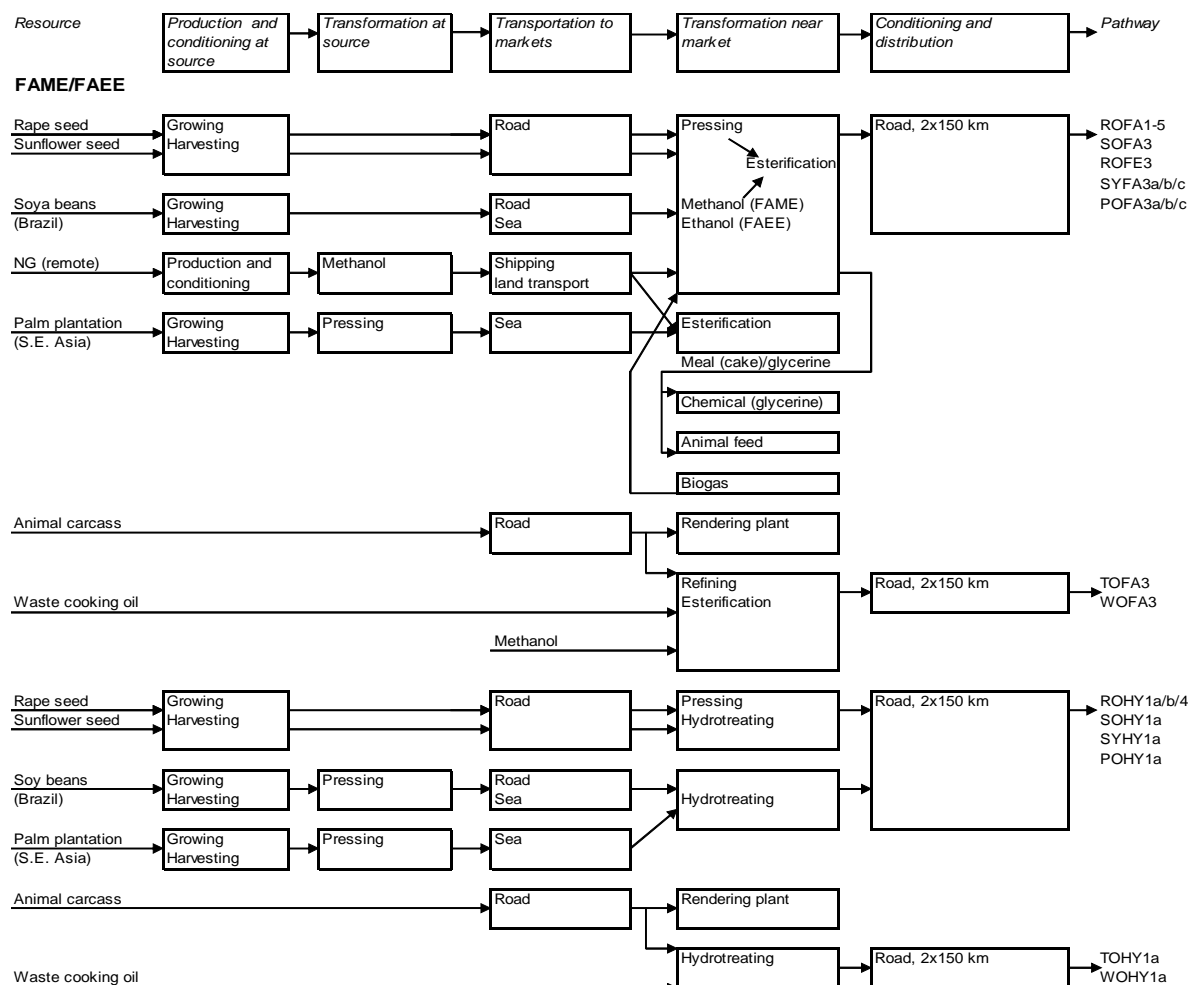 Resource
Production and
conditioning at
source
Transformation at
source
Transportation to
markets
Transformation near
market
Conditioning and
distribution
Pathway
FAME/FAEE
Rape seed
Sunflower seed
Growing
Harvesting
Road
Pressing
Esterification
Methanol (FAME)
Ethanol (FAEE)
Road, 2x150 km
ROFA1-5
SOFA3
ROFE3
SYFA3a/b/c
POFA3a/b/c
Soya beans
(Brazil)
Growing
Harvesting
Road
Sea
NG (remote)
Production and
conditioning
Methanol
Shipping
land transport
Palm plantation
(S.E. Asia)
Growing
Harvesting
Pressing
Sea
Esterification
Meal (cake)/glycerine
Chemical (glycerine)
Animal feed
Biogas
Animal carcass
Road
Rendering plant
Refining
Esterification
Road, 2x150 km
TOFA3
WOFA3
Waste cooking oil
Methanol
Rape seed
Sunflower seed
Growing
Harvesting
Road
Pressing
Hydrotreating
Road, 2x150 km
ROHY1a/b/4
SOHY1a
SYHY1a
POHY1a
Soy beans
(Brazil)
Growing
Harvesting
Pressing
Road
Sea
Hydrotreating
Palm plantation
(S.E. Asia)
Growing
Harvesting
Pressing
Sea
Animal carcass
Road
Rendering plant
Hydrotreating
Road, 2x150 km
TOHY1a
WOHY1a
Waste cooking oil